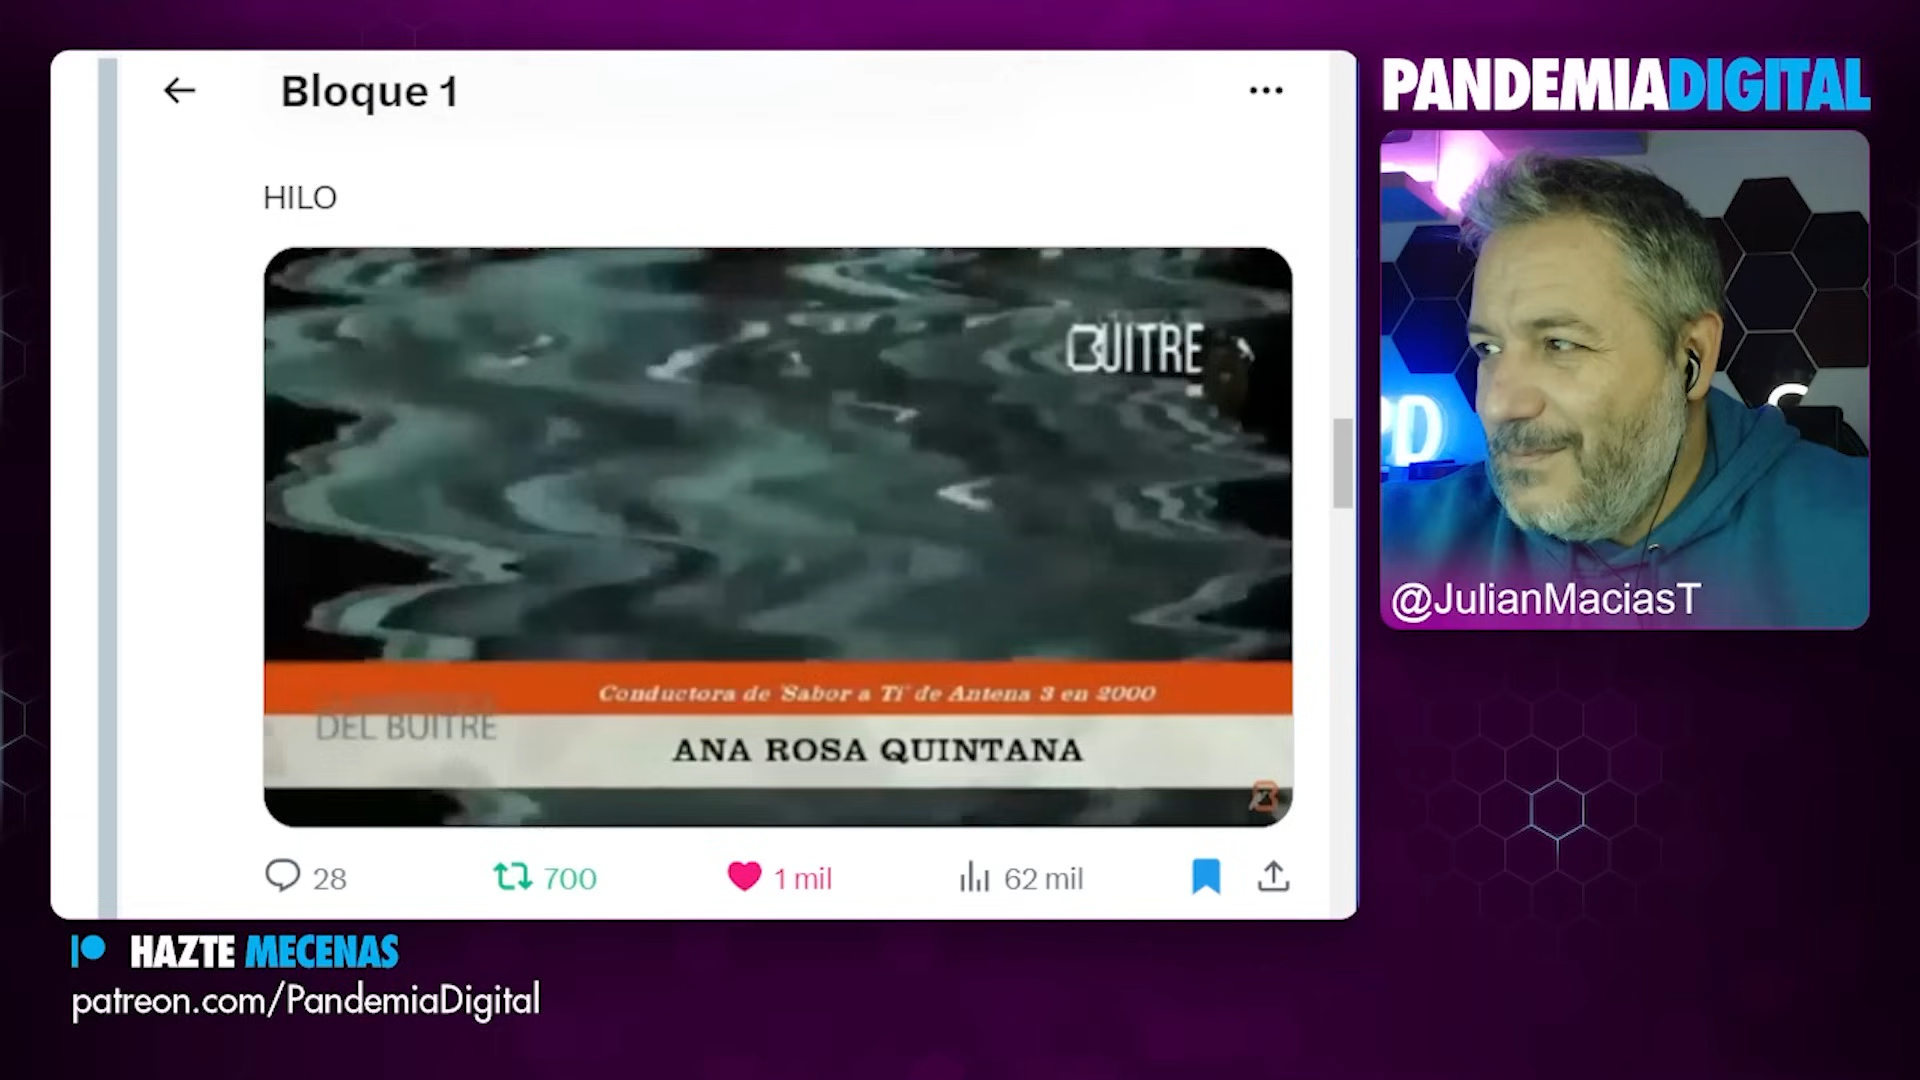 Bloque 1
HILO
BUITRE
Conductora de 'Sabor a Ti' de Antena 3 en 2000
DEL BUITRE
ANA ROSA QUINTANA
28
700
1 mil
62 mil
PANDEMIADIGITAL
PD
@JulianMaciasT
HAZTE MECENAS
patreon.com/PandemiaDigital